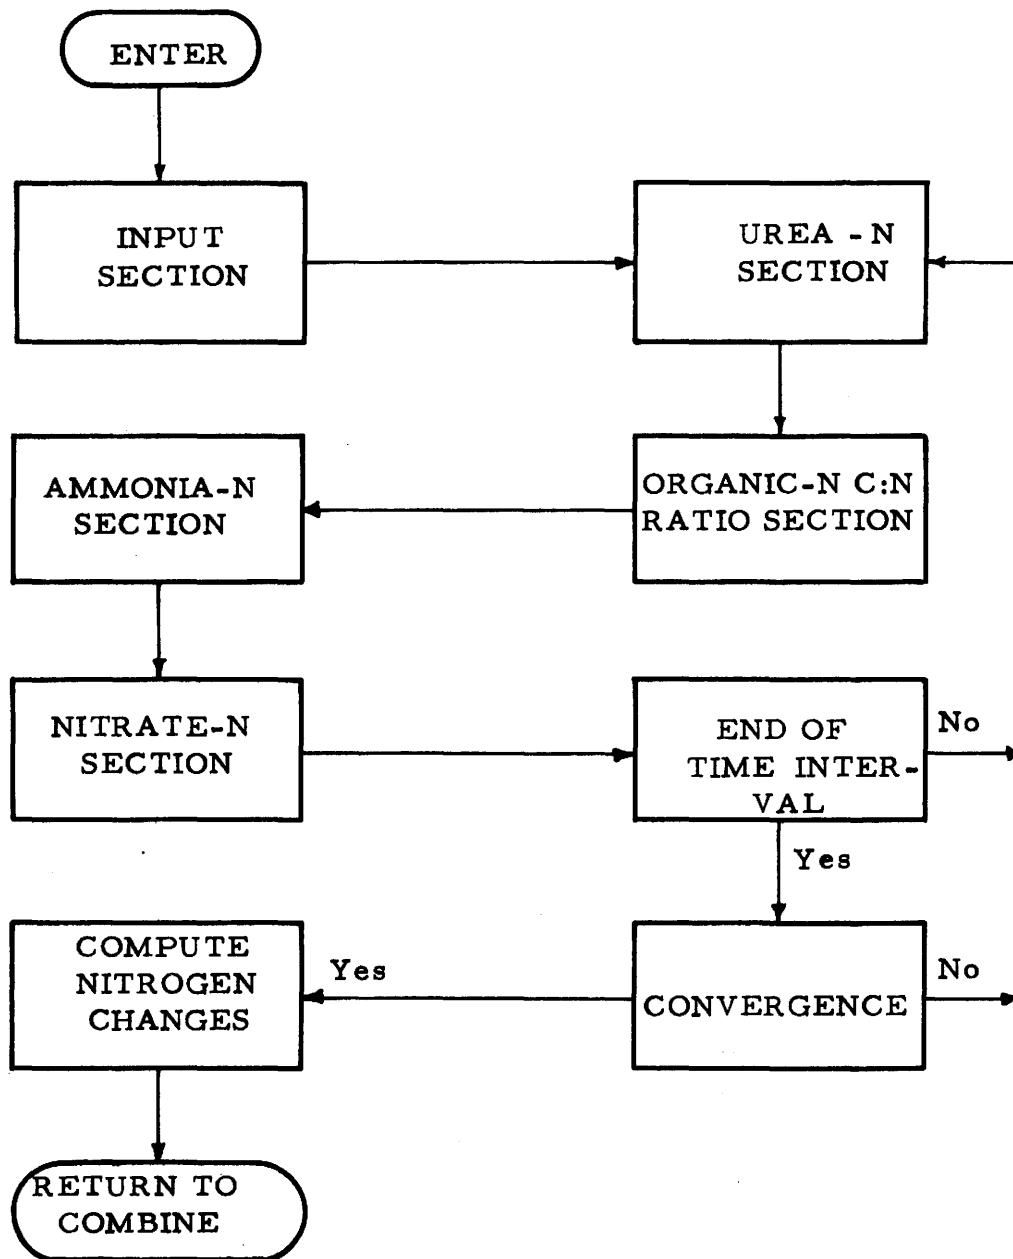 ENTER
INPUT
SECTION
UREA - N
SECTION
AMMONIA-N
SECTION
ORGANIC-N C:N
RATIO SECTION
NITRATE-N
SECTION
END OF
TIME INTER-
VAL
No
Yes
COMPUTE
NITROGEN
CHANGES
Yes
CONVERGENCE
No
RETURN TO
COMBINE